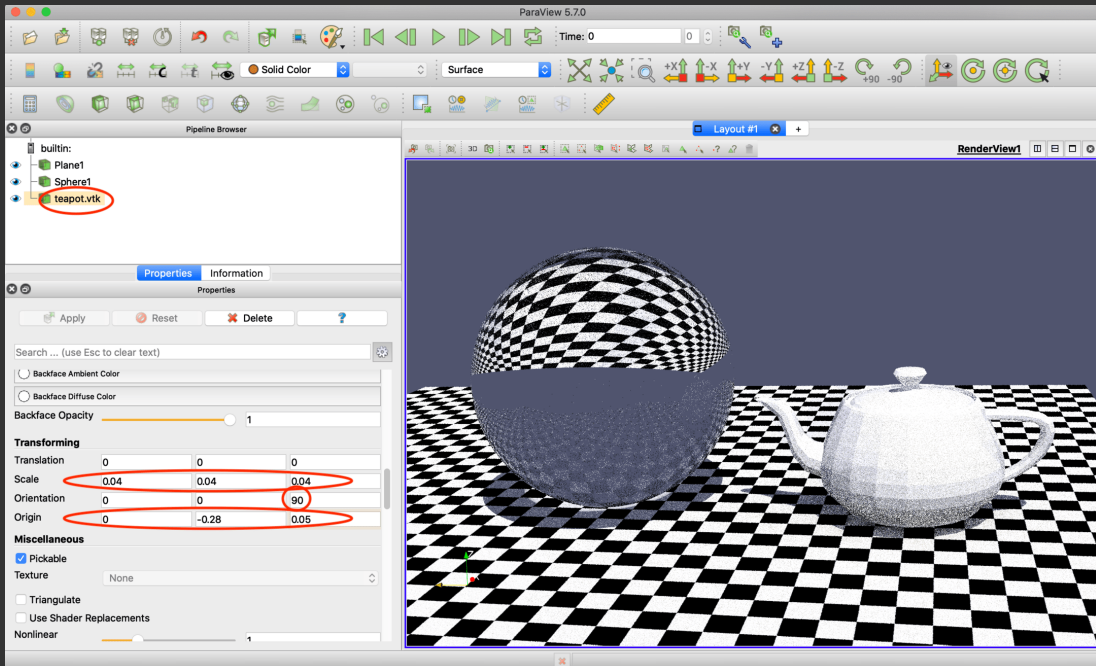 ParaView 5.7.0
Time: 0
0
Solid Color
Surface
+X
-X
+Y
-Y
+Z
-Z
+90
-90
Pipeline Browser
Layout #1
+
builtin:
3D
RenderView1
Plane1
Sphere1
teapot.vtk
Properties
Information
Properties
Apply
Reset
Delete
?
Search ... (use Esc to clear text)
Backface Ambient Color
Backface Diffuse Color
Backface Opacity
1
Transforming
Translation 0 0 0
Scale 0.04 0.04 0.04
Orientation 0 0 90
Origin 0 -0.28 0.05
Miscellaneous
Pickable
Texture
None
Triangulate
Use Shader Replacements
Nonlinear
1
Z